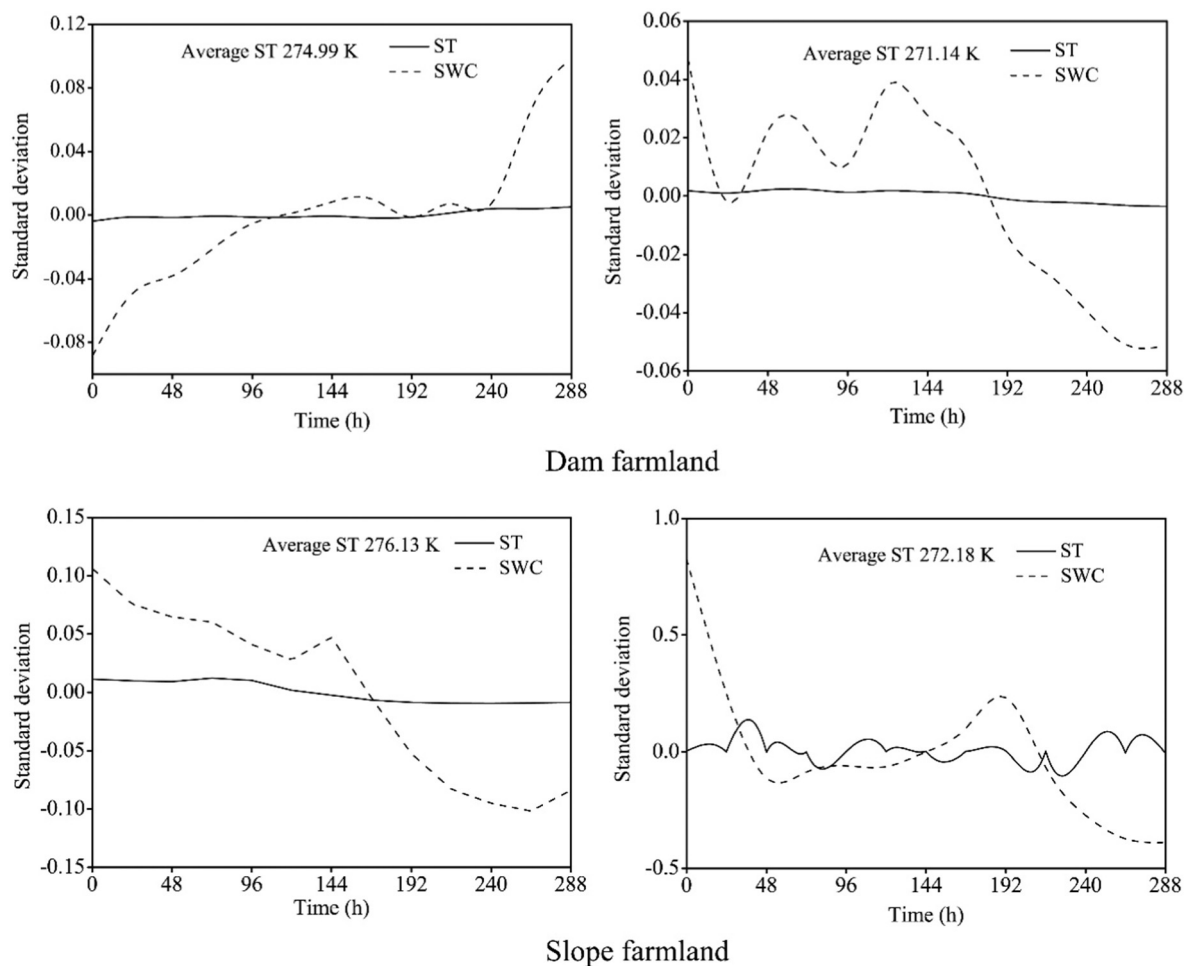 0.12
0.08
0.04
0.00
-0.04
-0.08
Standard deviation
Average ST 274.99 K
ST
SWC
0 48 96 144 192 240 288
Time (h)
0.06
0.04
0.02
0.00
-0.02
-0.04
-0.06
Standard deviation
Average ST 271.14 K
ST
SWC
0 48 96 144 192 240 288
Time (h)
Dam farmland
0.15
0.10
0.05
0.00
-0.05
-0.10
-0.15
Standard deviation
Average ST 276.13 K
ST
SWC
0 48 96 144 192 240 288
Time (h)
1.0
0.5
0.0
-0.5
Standard deviation
Average ST 272.18 K
ST
SWC
0 48 96 144 192 240 288
Time (h)
Slope farmland